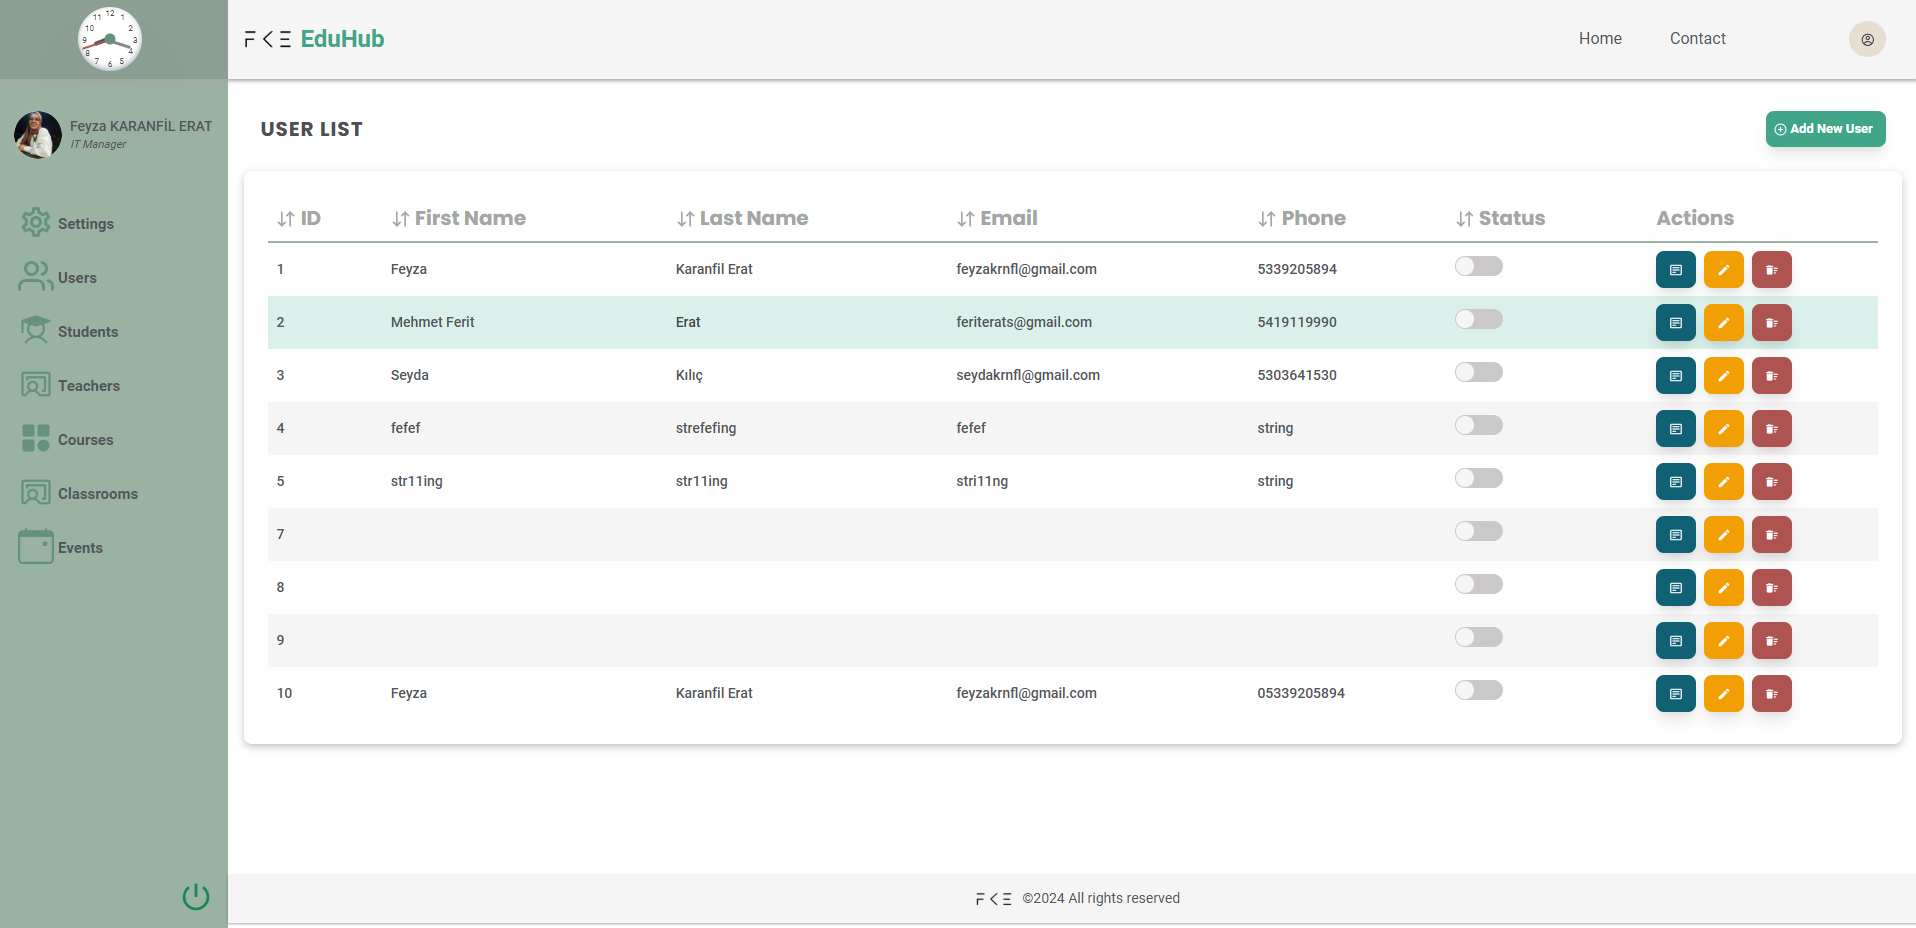 12
11 1
10 2
9 3
8 4
7 5
6
FKE EduHub
Home
Contact
Feyza KARANFİL ERAT
IT Manager
Settings
Users
Students
Teachers
Courses
Classrooms
Events
USER LIST
Add New User
ID First Name Last Name Email Phone Status Actions
1 Feyza Karanfil Erat feyzakrnfl@gmail.com 5339205894
2 Mehmet Ferit Erat feriterats@gmail.com 5419119990
3 Seyda Kılıç seydakrnfl@gmail.com 5303641530
4 fefef strefefing fefef string
5 str11ing str11ing stri11ng string
7
8
9
10 Feyza Karanfil Erat feyzakrnfl@gmail.com 05339205894
FKE ©2024 All rights reserved